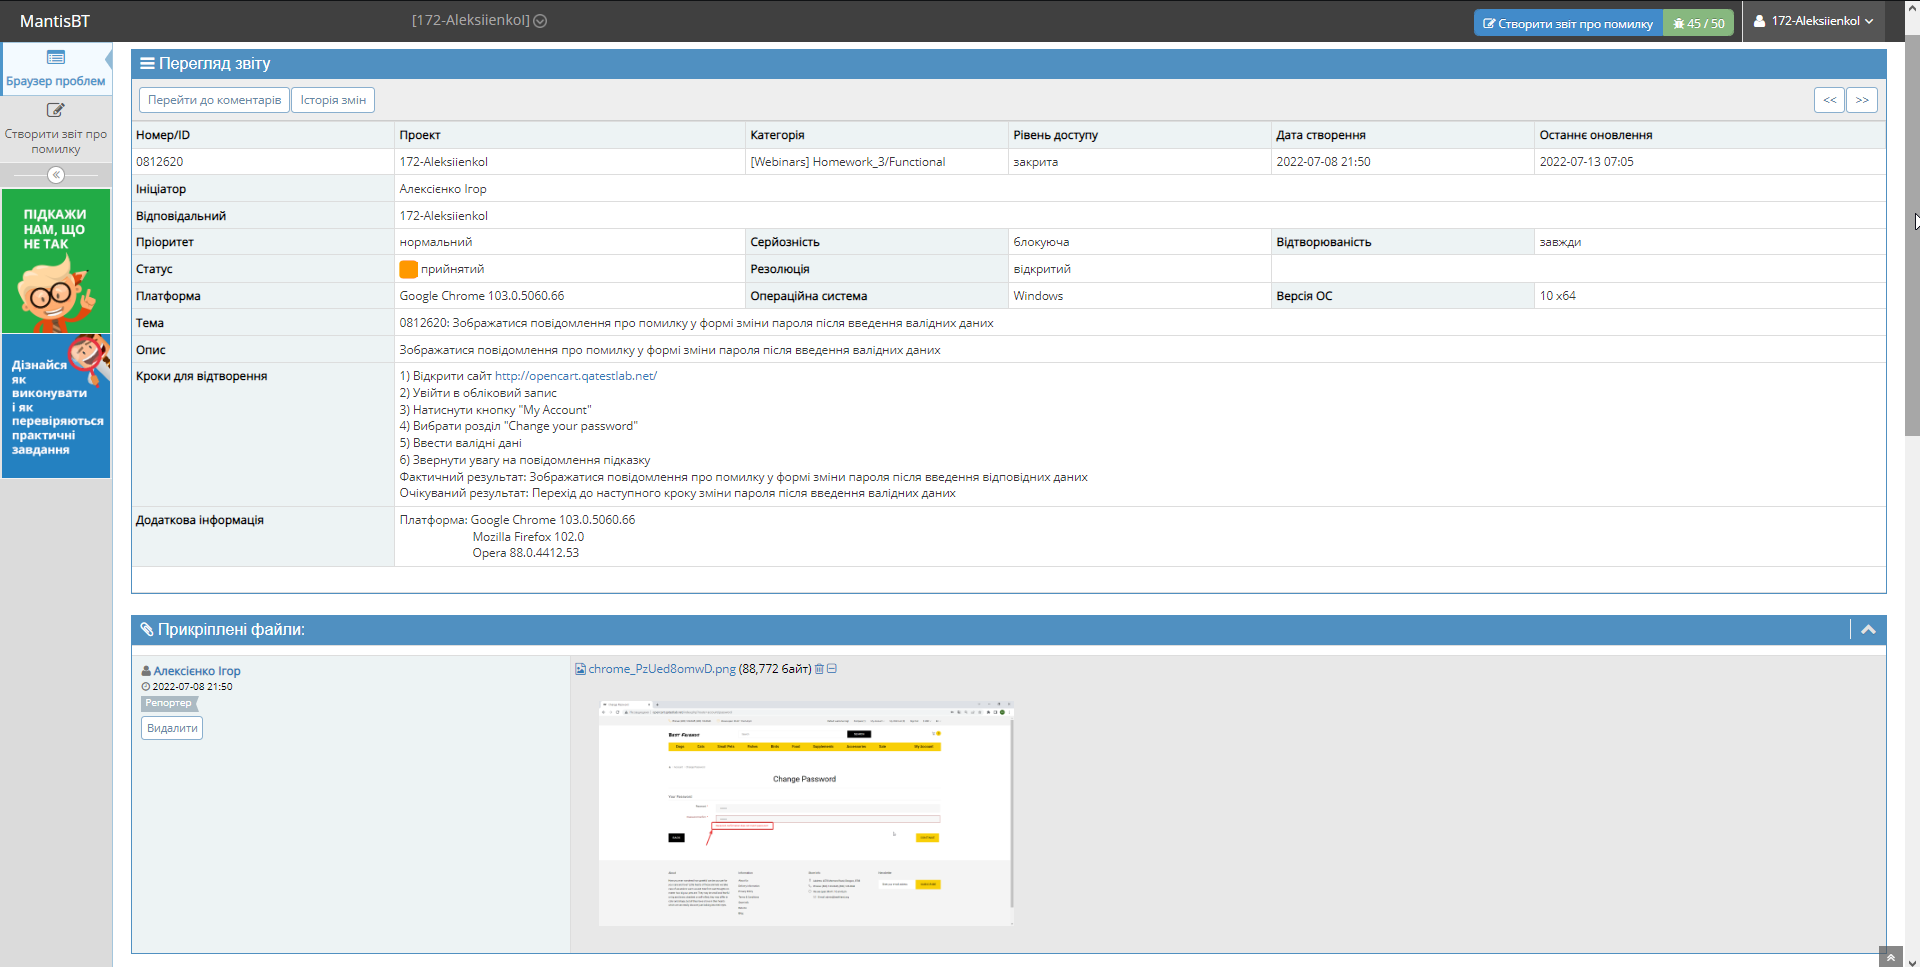 MantisBT
[172-Aleksiienkol]
Створити звіт про помилку
45 / 50
172-Aleksiienkol
Браузер проблем
Створити звіт про
помилку
ПІДКАЖИ
НАМ, ЩО
НЕ ТАК
Дізнайся
як
виконувати
і як
перевіряються
практичні
завдання
Перегляд звіту
Перейти до коментарів
Історія змін
<<
>>
Номер/ID Проект Категорія Рівень доступу Дата створення Останнє оновлення
0812620 172-Aleksiienkol [Webinars] Homework_3/Functional закрита 2022-07-08 21:50 2022-07-13 07:05
Ініціатор Алексієнко Ігор
Відповідальний 172-Aleksiienkol
Пріоритет нормальний Серйозність блокуюча Відтворюваність завжди
Статус прийнятий Резолюція відкритий
Платформа Google Chrome 103.0.5060.66 Операційна система Windows Версія ОС 10 x64
Тема 0812620: Зображатися повідомлення про помилку у формі зміни пароля після введення валідних даних
Опис Зображатися повідомлення про помилку у формі зміни пароля після введення валідних даних
Кроки для відтворення 1) Відкрити сайт http://opencart.qatestlab.net/
2) Увійти в обліковий запис
3) Натиснути кнопку "My Account"
4) Вибрати розділ "Change your password"
5) Ввести валідні дані
6) Звернути увагу на повідомлення підказку
Фактичний результат: Зображатися повідомлення про помилку у формі зміни пароля після введення відповідних даних
Очікуваний результат: Перехід до наступного кроку зміни пароля після введення валідних даних
Додаткова інформація Платформа: Google Chrome 103.0.5060.66
Mozilla Firefox 102.0
Opera 88.0.4412.53
Прикріплені файли:
Алексієнко Ігор
2022-07-08 21:50
Репортер
Видалити
chrome_PzUed8omwD.png (88,772 байт)
Change Password